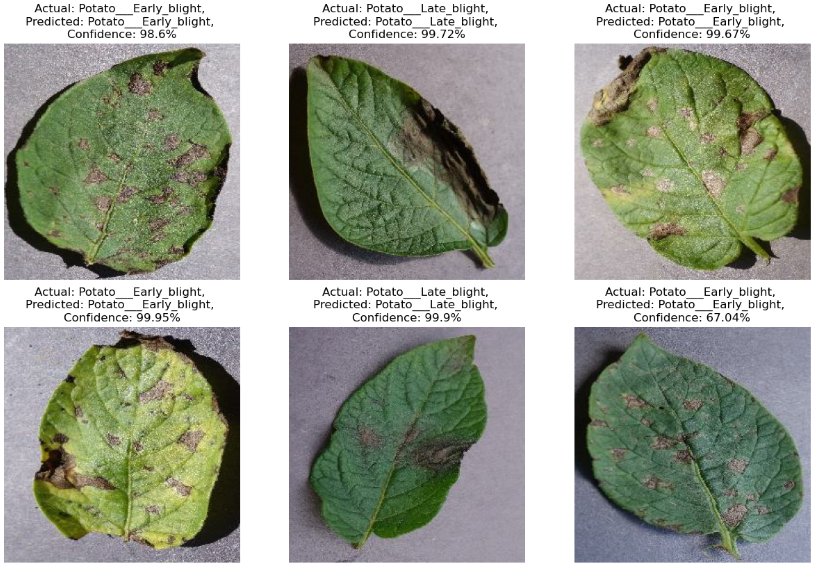 Actual: Potato___Early_blight,
Predicted: Potato___Early_blight,
Confidence: 98.6%
Actual: Potato___Late_blight,
Predicted: Potato___Late_blight,
Confidence: 99.72%
Actual: Potato___Early_blight,
Predicted: Potato___Early_blight,
Confidence: 99.67%
Actual: Potato___Early_blight,
Predicted: Potato___Early_blight,
Confidence: 99.95%
Actual: Potato___Late_blight,
Predicted: Potato___Late_blight,
Confidence: 99.9%
Actual: Potato___Early_blight,
Predicted: Potato___Early_blight,
Confidence: 67.04%